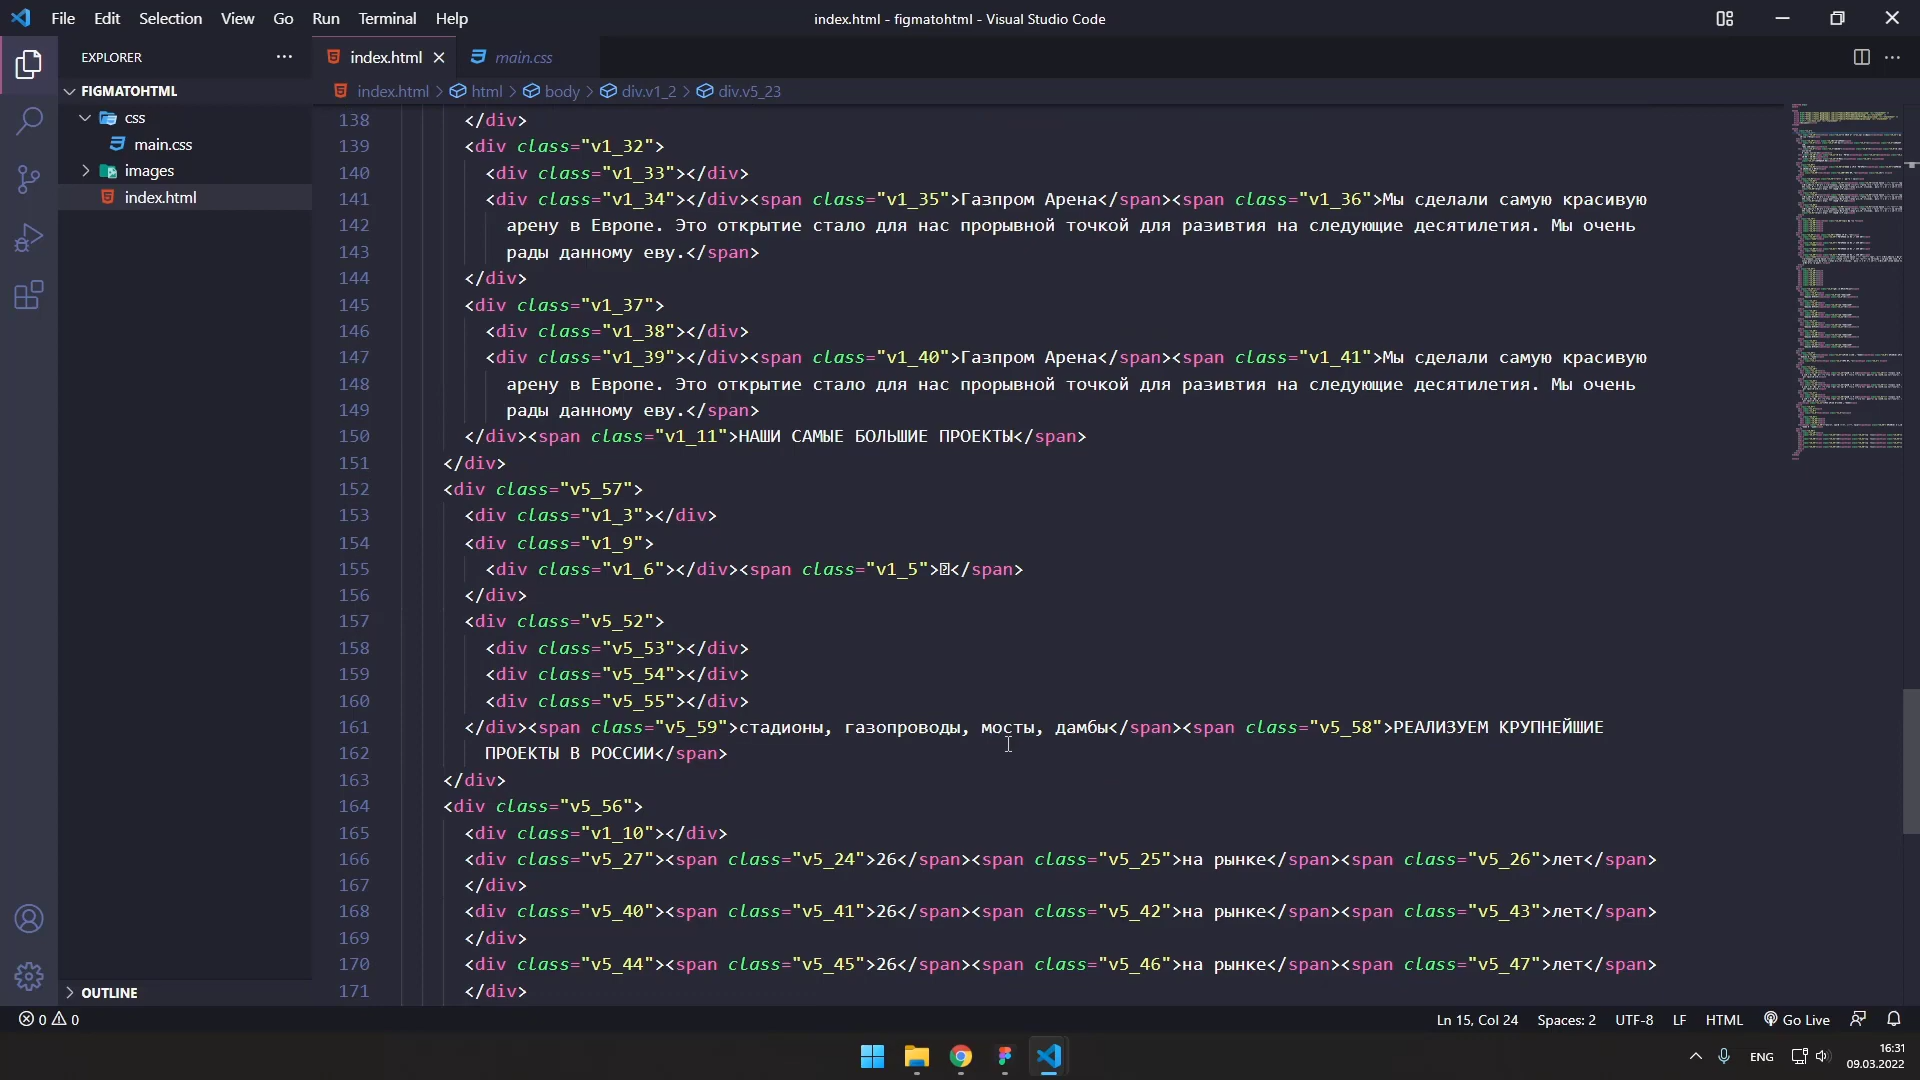 File Edit Selection View Go Run Terminal Help
index.html - figmatohtml - Visual Studio Code
EXPLORER
index.html
main.css
FIGMATOHTML
index.html > html > body > div.v1_2 > div.v5_23
css
main.css
images
index.html
138 </div>
139 <div class="v1_32">
140 <div class="v1_33"></div>
141 <div class="v1_34"></div><span class="v1_35">Газпром Арена</span><span class="v1_36">Мы сделали самую красивую
142 арену в Европе. Это открытие стало для нас прорывной точкой для разивтия на следующие десятилетия. Мы очень
143 рады данному еву.</span>
144 </div>
145 <div class="v1_37">
146 <div class="v1_38"></div>
147 <div class="v1_39"></div><span class="v1_40">Газпром Арена</span><span class="v1_41">Мы сделали самую красивую
148 арену в Европе. Это открытие стало для нас прорывной точкой для разивтия на следующие десятилетия. Мы очень
149 рады данному еву.</span>
150 </div><span class="v1_11">НАШИ САМЫЕ БОЛЬШИЕ ПРОЕКТЫ</span>
151 </div>
152 <div class="v5_57">
153 <div class="v1_3"></div>
154 <div class="v1_9">
155 <div class="v1_6"></div><span class="v1_5"></span>
156 </div>
157 <div class="v5_52">
158 <div class="v5_53"></div>
159 <div class="v5_54"></div>
160 <div class="v5_55"></div>
161 </div><span class="v5_59">стадионы, газопроводы, мосты, дамбы</span><span class="v5_58">РЕАЛИЗУЕМ КРУПНЕЙШИЕ
162 ПРОЕКТЫ В РОССИИ</span>
163 </div>
164 <div class="v5_56">
165 <div class="v1_10"></div>
166 <div class="v5_27"><span class="v5_24">26</span><span class="v5_25">на рынке</span><span class="v5_26">лет</span>
167 </div>
168 <div class="v5_40"><span class="v5_41">26</span><span class="v5_42">на рынке</span><span class="v5_43">лет</span>
169 </div>
170 <div class="v5_44"><span class="v5_45">26</span><span class="v5_46">на рынке</span><span class="v5_47">лет</span>
171 </div>
OUTLINE
0 0
Ln 15, Col 24 Spaces: 2 UTF-8 LF HTML Go Live
ENG
16:31
09.03.2022